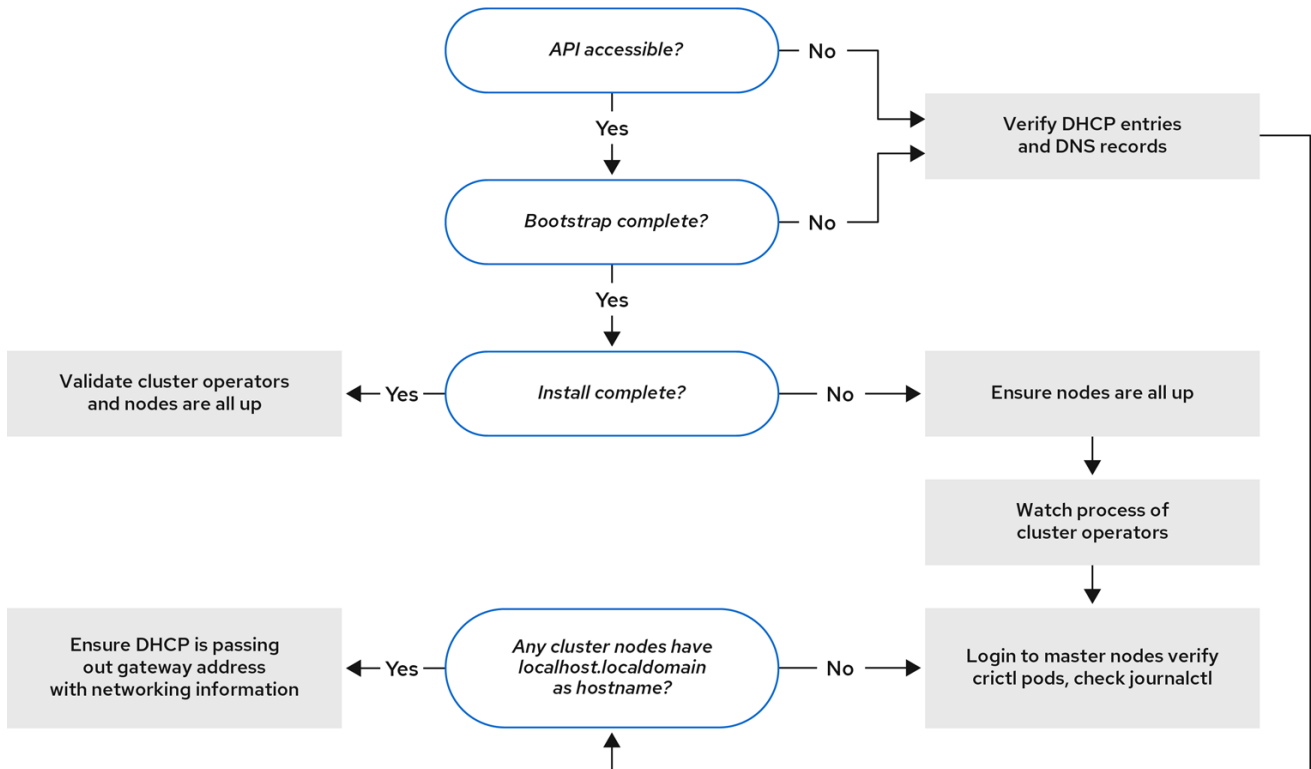 API accessible?
No
Verify DHCP entries
and DNS records
Yes
Bootstrap complete?
No
Yes
Validate cluster operators
and nodes are all up
Yes
Install complete?
No
Ensure nodes are all up
Watch process of
cluster operators
Ensure DHCP is passing
out gateway address
with networking information
Yes
Any cluster nodes have
localhost.localdomain
as hostname?
No
Login to master nodes verify
crictl pods, check journalctl